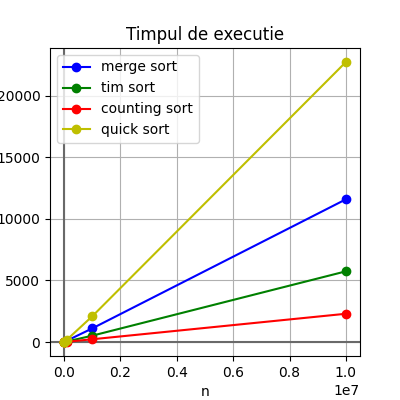 Timpul de executie
merge sort
tim sort
counting sort
quick sort
20000
15000
10000
5000
0
0.0 0.2 0.4 0.6 0.8 1.0
1e7
n